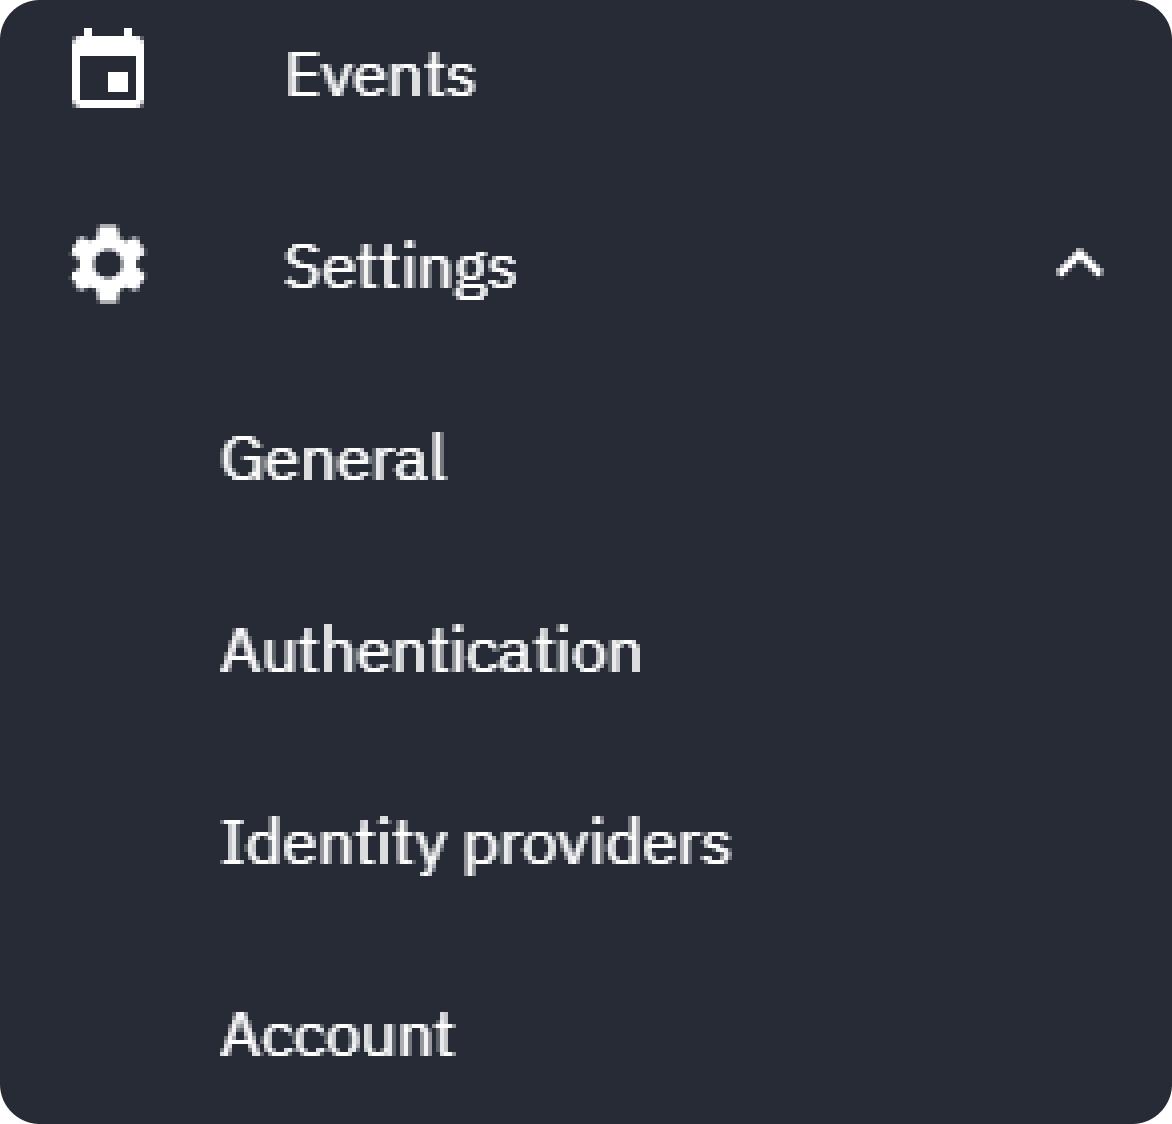 Events
Settings
General
Authentication
Identity providers
Account